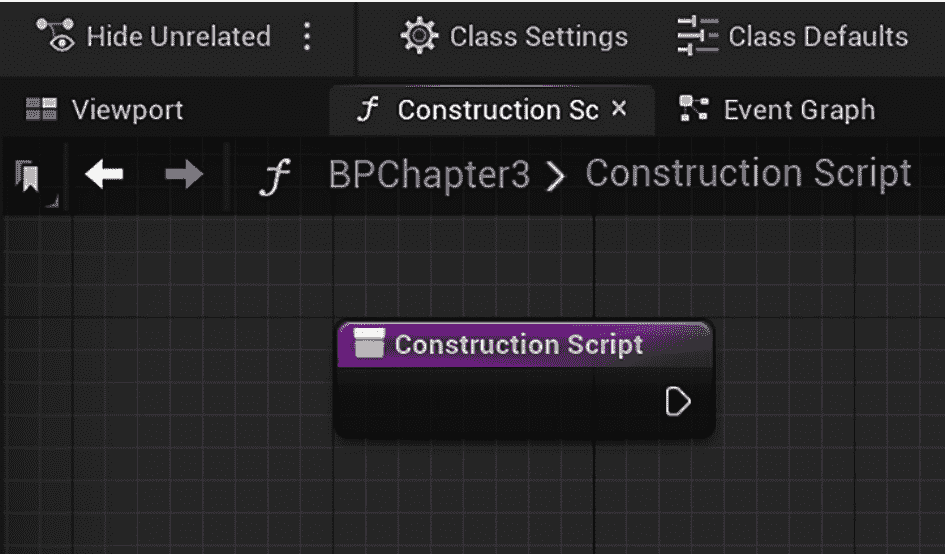 Hide Unrelated Class Settings Class Defaults
Viewport Construction Sc Event Graph
BPChapter3 Construction Script
Construction Script